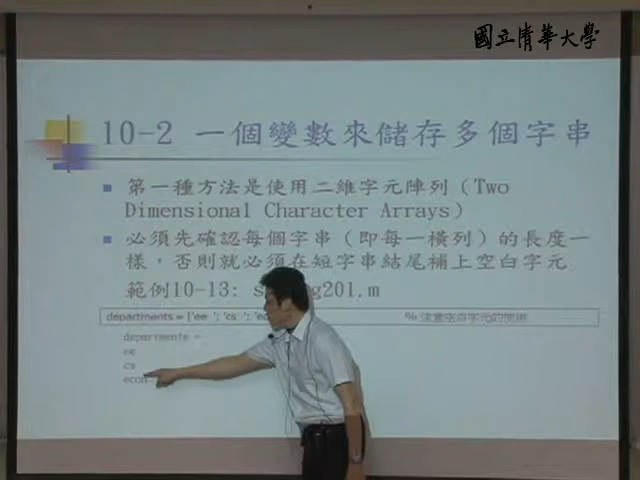 國立清華大學
10-2 一個變數來儲存多個字串
第一種方法是使用二維字元陣列（Two
Dimensional Character Arrays）
必須先確認每個字串（即每一橫列）的長度一
樣，否則就必須在短字串結尾補上空白字元
範例10-13: g201.m
departments = ['ee '; 'cs '; % 注意空白字元的使用
departments =
ee
cs
econ